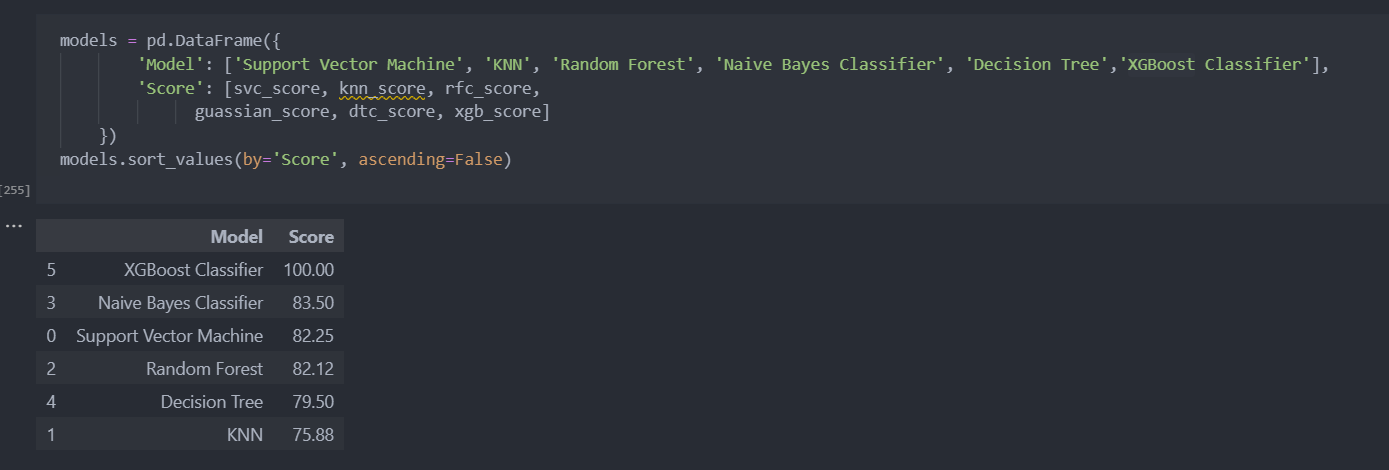 models = pd.DataFrame({
'Model': ['Support Vector Machine', 'KNN', 'Random Forest', 'Naive Bayes Classifier', 'Decision Tree','XGBoost Classifier'],
'Score': [svc_score, knn_score, rfc_score,
guassian_score, dtc_score, xgb_score]
})
models.sort_values(by='Score', ascending=False)
[255]
...
Model Score
5 XGBoost Classifier 100.00
3 Naive Bayes Classifier 83.50
0 Support Vector Machine 82.25
2 Random Forest 82.12
4 Decision Tree 79.50
1 KNN 75.88